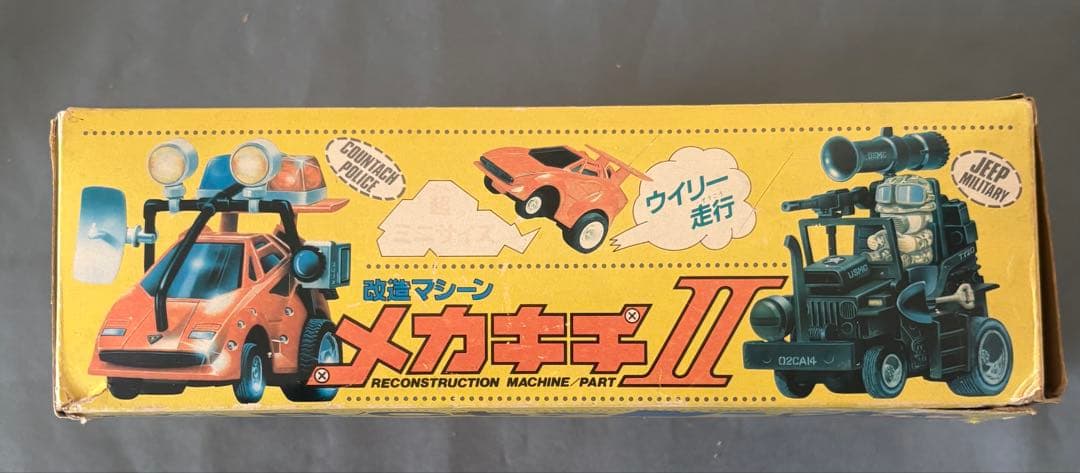 COUNTACH
POLICE
ミニサイズ
ウイリー
走行
USMC
JEEP
MILITARY
改造マシーン
メカキチII
RECONSTRUCTION MACHINE/PART
USMC
02CA14